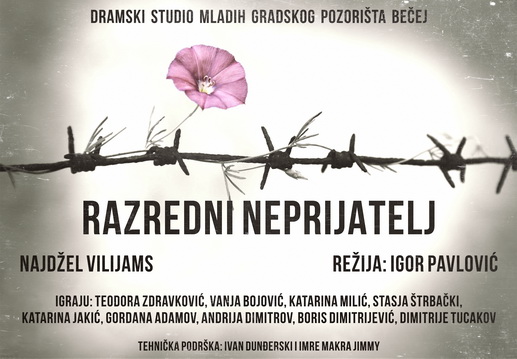 DRAMSKI STUDIO MLADIH GRADSKOG POZORIŠTA BEČEJ
RAZREDNI NEPRIJATELJ
NAJDŽEL VILIJAMS
REŽIJA: IGOR PAVLOVIĆ
IGRAJU: TEODORA ZDRAVKOVIĆ, VANJA BOJOVIĆ, KATARINA MILIĆ, STASJA ŠTRBAČKI,
KATARINA JAKIĆ, GORDANA ADAMOV, ANDRIJA DIMITROV, BORIS DIMITRIJEVIĆ, DIMITRIJE TUCAKOV
TEHNIČKA PODRŠKA: IVAN DUNĐERSKI I IMRE MAKRA JIMMY